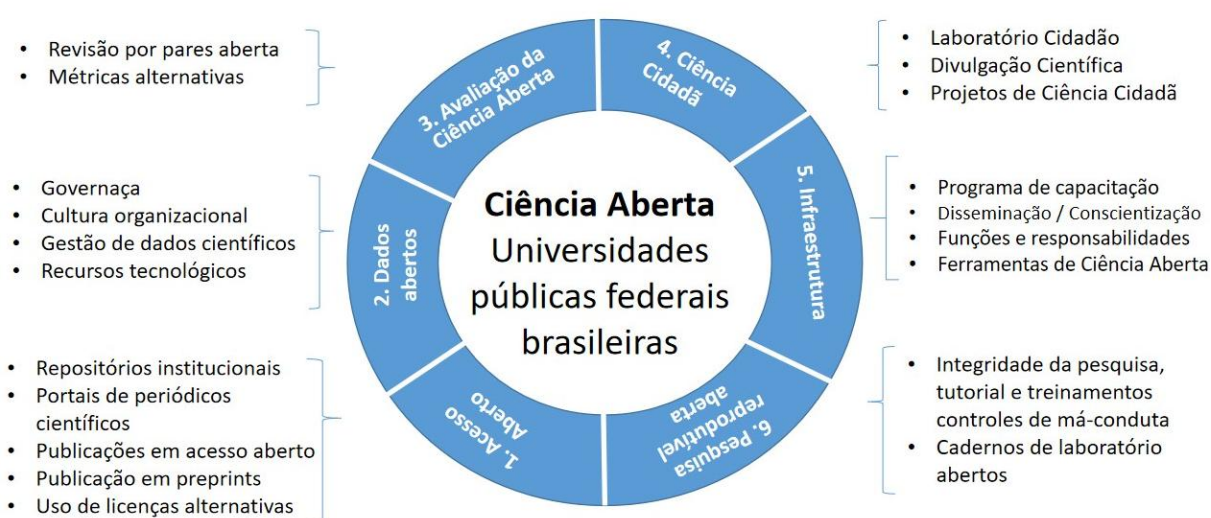 • Revisão por pares aberta
• Métricas alternativas
3. Avaliação da
Ciência Aberta
4. Ciência
Cidadã
• Laboratório Cidadão
• Divulgação Científica
• Projetos de Ciência Cidadã
• Governaça
• Cultura organizacional
• Gestão de dados científicos
• Recursos tecnológicos
2. Dados
abertos
Ciência Aberta
Universidades
públicas federais
brasileiras
5. Infraestrutura
• Programa de capacitação
• Disseminação / Conscientização
• Funções e responsabilidades
• Ferramentas de Ciência Aberta
• Repositórios institucionais
• Portais de periódicos
científicos
• Publicações em acesso aberto
• Publicação em preprints
• Uso de licenças alternativas
1. Acesso
Aberto
6. Pesquisa
reprodutível
aberta
• Integridade da pesquisa,
tutorial e treinamentos
controles de má-conduta
• Cadernos de laboratório
abertos